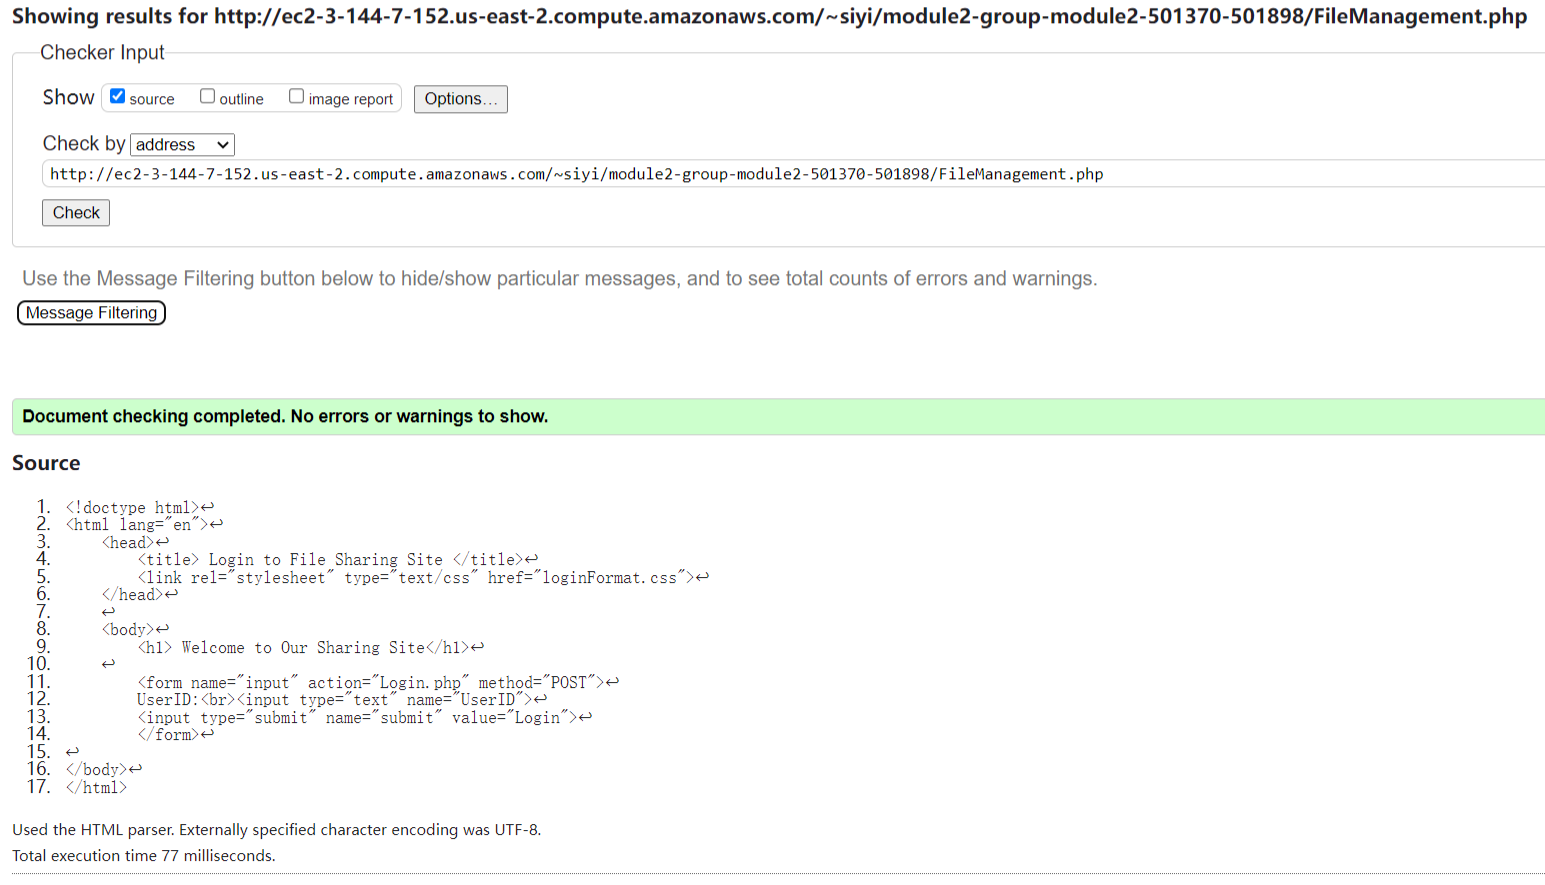 Showing results for http://ec2-3-144-7-152.us-east-2.compute.amazonaws.com/~siyi/module2-group-module2-501370-501898/FileManagement.php
Checker Input
Show source outline image report Options...
Check by address
http://ec2-3-144-7-152.us-east-2.compute.amazonaws.com/~siyi/module2-group-module2-501370-501898/FileManagement.php
Check
Use the Message Filtering button below to hide/show particular messages, and to see total counts of errors and warnings.
Message Filtering
Document checking completed. No errors or warnings to show.
Source
1. <!doctype html>↩
2. <html lang="en">↩
3. <head>↩
4. <title> Login to File Sharing Site </title>↩
5. <link rel="stylesheet" type="text/css" href="loginFormat.css">↩
6. </head>↩
7. ↩
8. <body>↩
9. <h1> Welcome to Our Sharing Site</h1>↩
10. ↩
11. <form name="input" action="Login.php" method="POST">↩
12. UserID:<br><input type="text" name="UserID">↩
13. <input type="submit" name="submit" value="Login">↩
14. </form>↩
15. ↩
16. </body>↩
17. </html>
Used the HTML parser. Externally specified character encoding was UTF-8.
Total execution time 77 milliseconds.